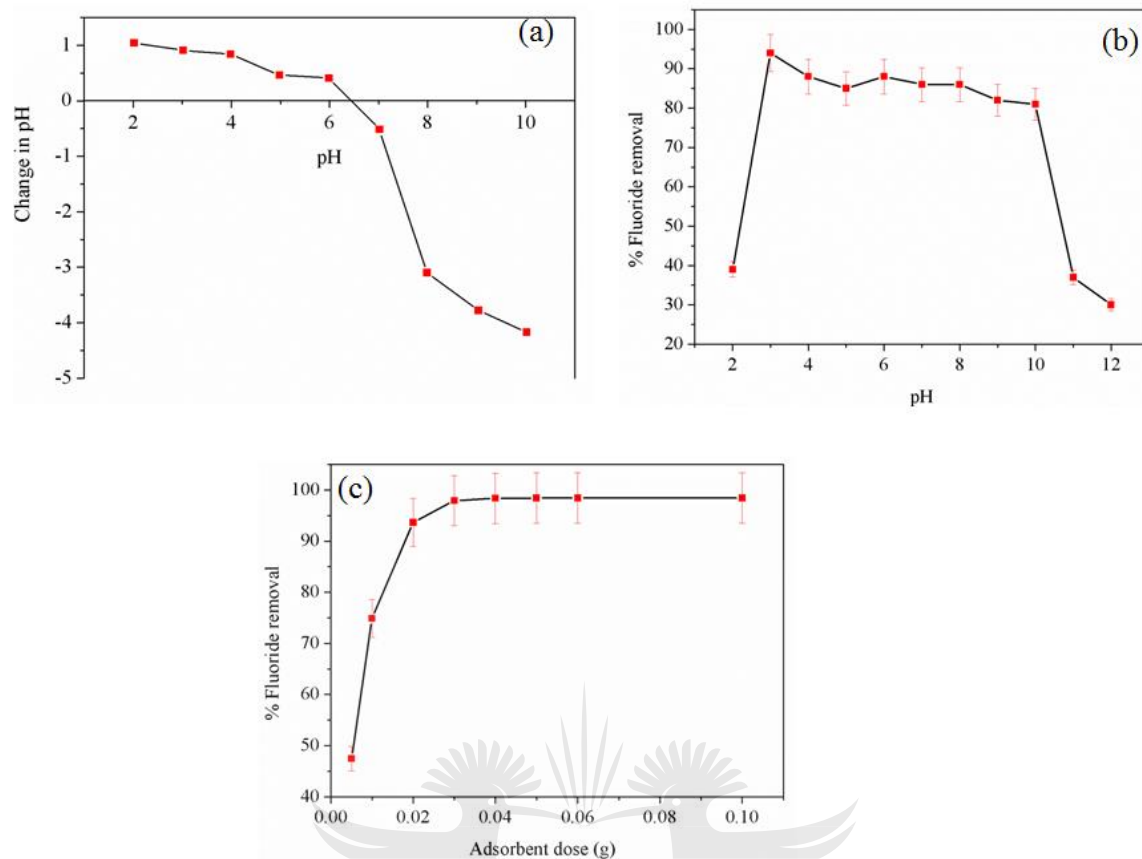 (a)
Change in pH
1
0
-1
-2
-3
-4
-5
2 4 6 8 10
pH
(b)
% Fluoride removal
100
90
80
70
60
50
40
30
20
2 4 6 8 10 12
pH
(c)
% Fluoride removal
100
90
80
70
60
50
40
0.00 0.02 0.04 0.06 0.08 0.10
Adsorbent dose (g)